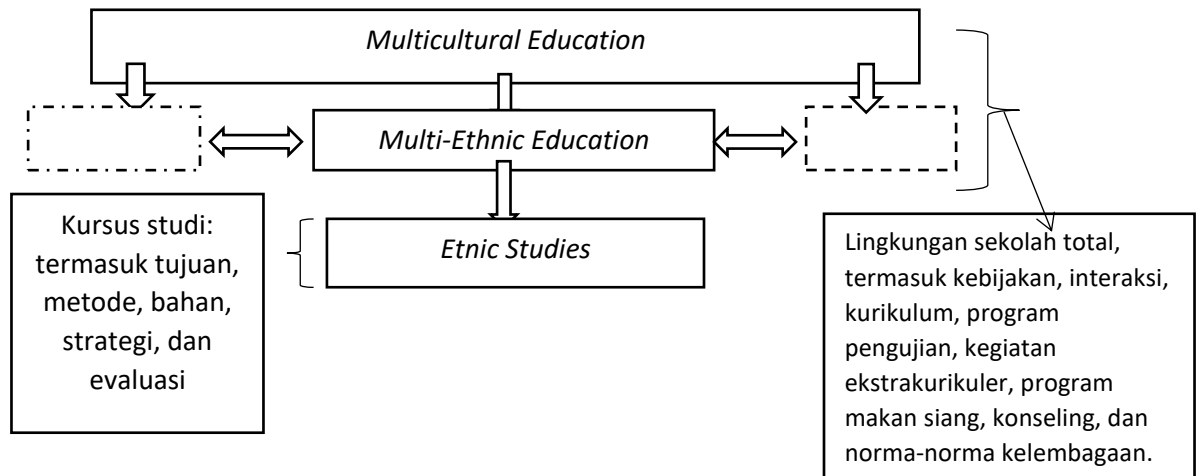 Multicultural Education
Multi-Ethnic Education
Etnic Studies
Kursus studi:
termasuk tujuan,
metode, bahan,
strategi, dan
evaluasi
Lingkungan sekolah total,
termasuk kebijakan, interaksi,
kurikulum, program
pengujian, kegiatan
ekstrakurikuler, program
makan siang, konseling, dan
norma-norma kelembagaan.